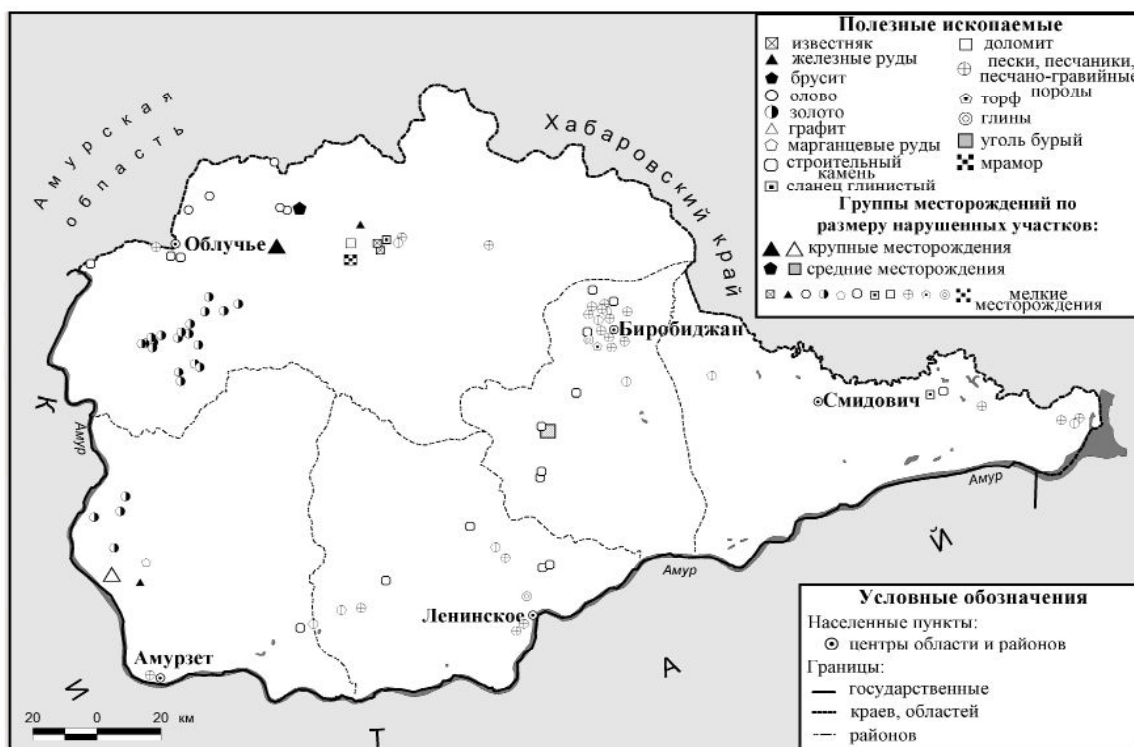 Полезные ископаемые
известняк
железные руды
брусит
олово
золото
графит
марганцевые руды
строительный
камень
сланец глинистый
доломит
пески, песчаники,
песчано-гравийные
породы
торф
глины
уголь бурый
мрамор
Группы месторождений по
размеру нарушенных участков:
крупные месторождения
средние месторождения
мелкие
месторождения
Амурская
область
Хабаровский край
Облучье
Биробиджан
Смидович
Ленинское
Амурзет
Амур
Амур
Амур
К И Т А Й
20 0 20 км
Условные обозначения
Населенные пункты:
центры области и районов
Границы:
государственные
краев, областей
районов